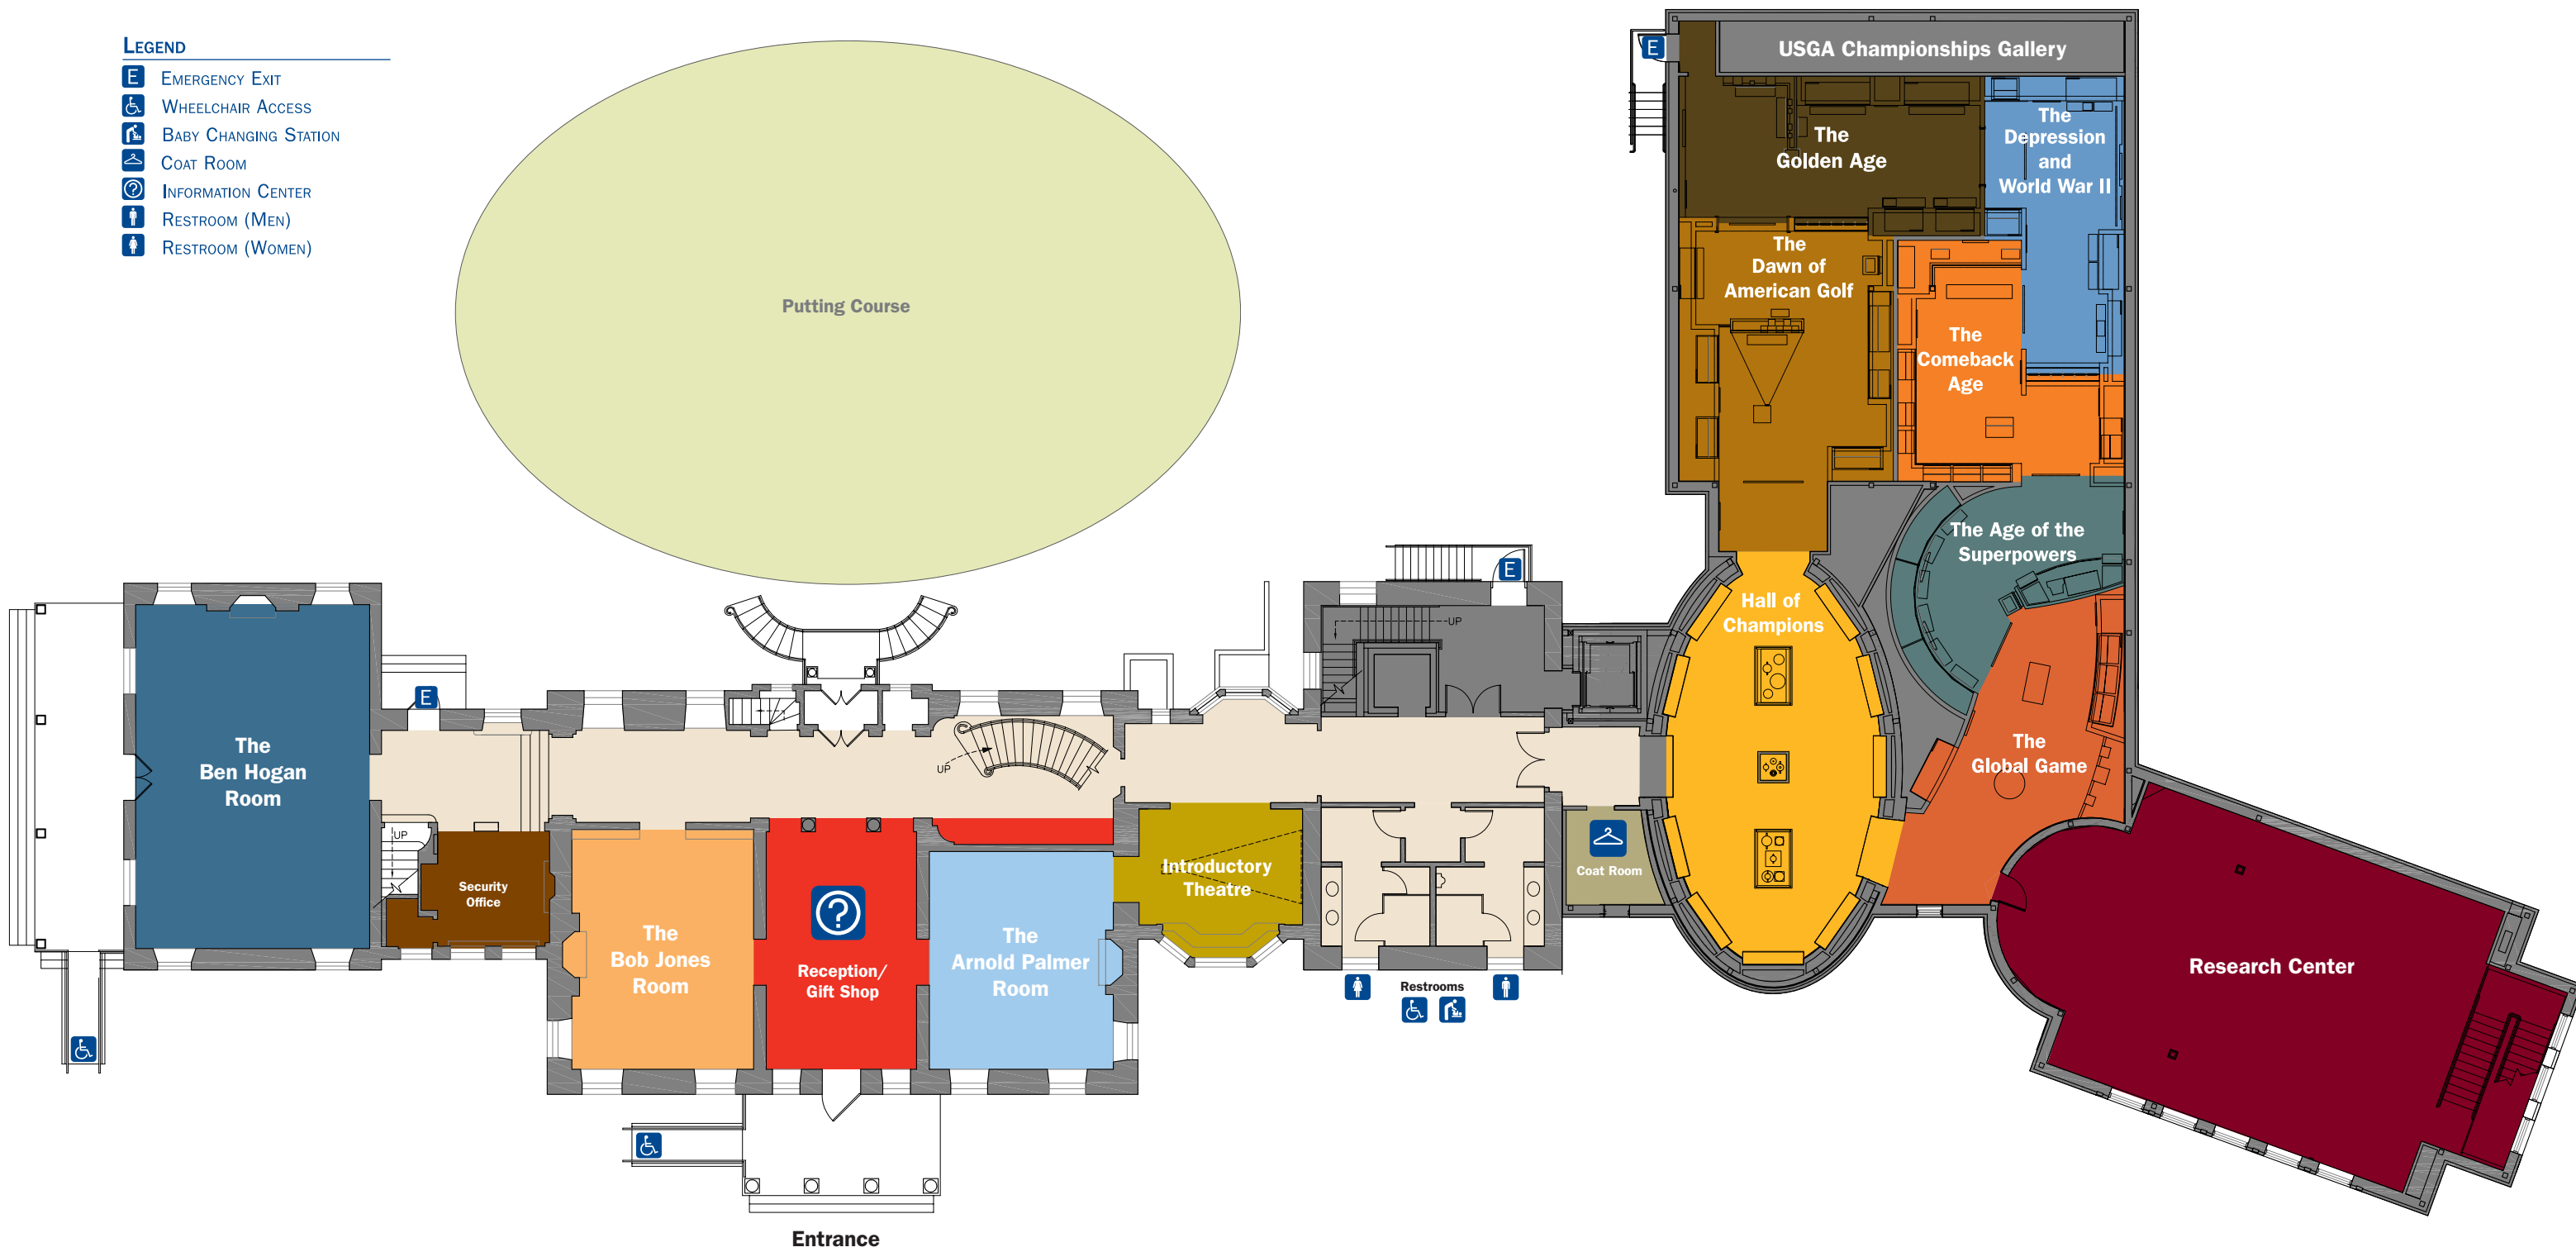 LEGEND
E EMERGENCY EXIT
WHEELCHAIR ACCESS
BABY CHANGING STATION
COAT ROOM
? INFORMATION CENTER
RESTROOM (MEN)
RESTROOM (WOMEN)
Putting Course
E
USGA Championships Gallery
The
Golden Age
The
Depression
and
World War II
The
Dawn of
American Golf
The
Comeback
Age
The Age of the
Superpowers
Hall of
Champions
The
Global Game
Research Center
E
UP
E
The
Ben Hogan
Room
UP
UP
Security
Office
The
Bob Jones
Room
?
Reception/
Gift Shop
The
Arnold Palmer
Room
Introductory
Theatre
Coat Room
Restrooms
Entrance